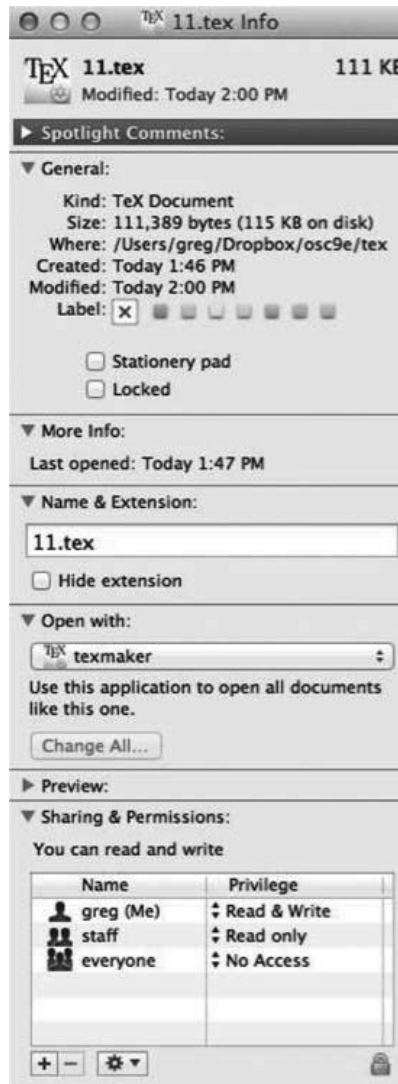 TEX 11.tex Info
TEX 11.tex 111 KB
Modified: Today 2:00 PM
Spotlight Comments:
General:
Kind: TeX Document
Size: 111,389 bytes (115 KB on disk)
Where: /Users/greg/Dropbox/osc9e/tex
Created: Today 1:46 PM
Modified: Today 2:00 PM
Label:
Stationery pad
Locked
More Info:
Last opened: Today 1:47 PM
Name & Extension:
11.tex
Hide extension
Open with:
TEX texmaker
Use this application to open all documents
like this one.
Change All...
Preview:
Sharing & Permissions:
You can read and write
Name Privilege
greg (Me) Read & Write
staff Read only
everyone No Access